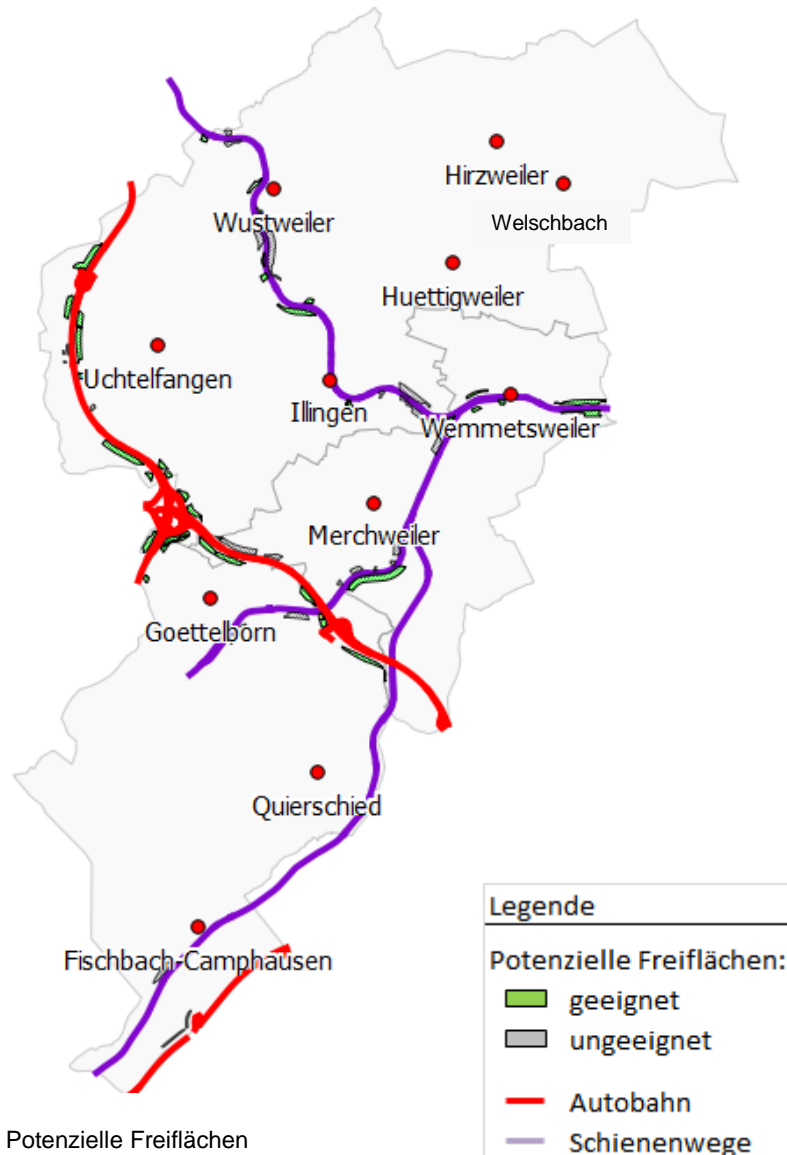 Hirzweiler
Welschbach
Wustweiler
Huettigweiler
Uchtelfangen
Illingen
Wemmetsweiler
Merchweiler
Goettelborn
Quierschied
Fischbach-Camphausen
Legende
Potenzielle Freiflächen:
geeignet
ungeeignet
Autobahn
Schienenwege
Potenzielle Freiflächen